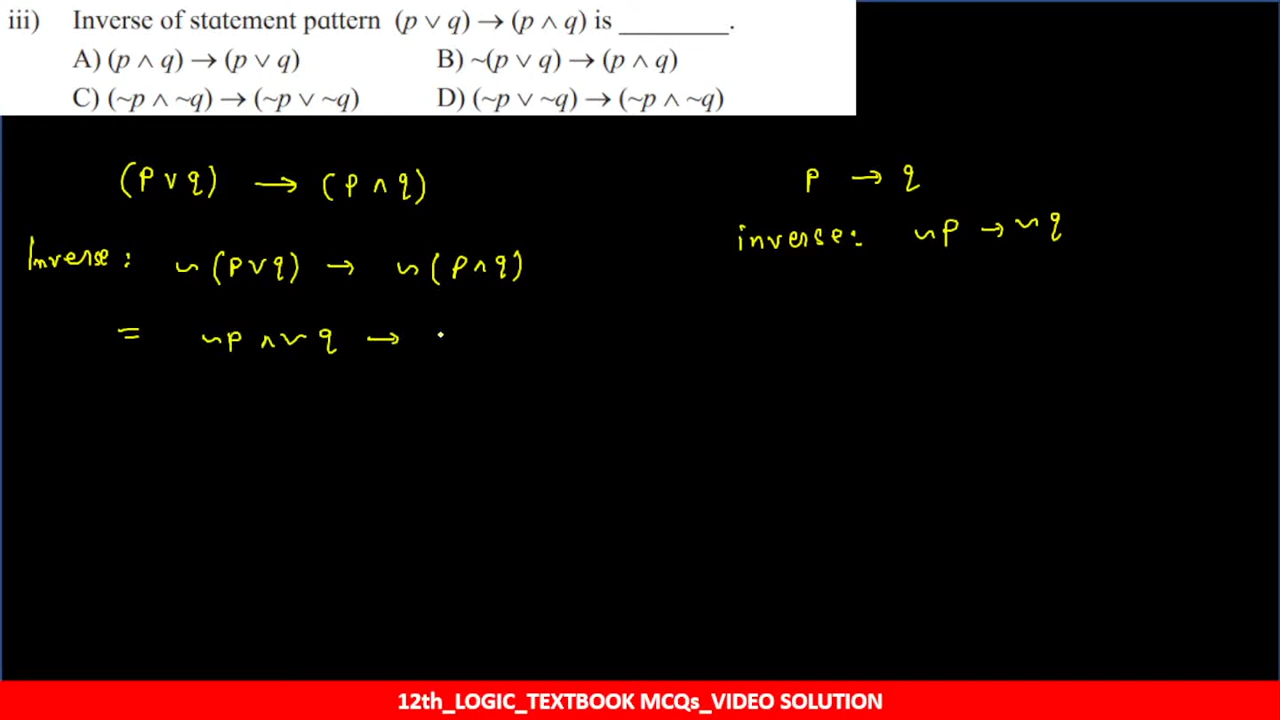 iii) Inverse of statement pattern (p ∨ q) → (p ∧ q) is ________.
A) (p ∧ q) → (p ∨ q) B) ~(p ∨ q) → (p ∧ q)
C) (~p ∧ ~q) → (~p ∨ ~q) D) (~p ∨ ~q) → (~p ∧ ~q)
(p ∨ q) → (p ∧ q)
Inverse: ~(p ∨ q) → ~(p ∧ q)
= ~p ∧ ~q →
p → q
inverse: ~p → ~q
12th_LOGIC_TEXTBOOK MCQs_VIDEO SOLUTION